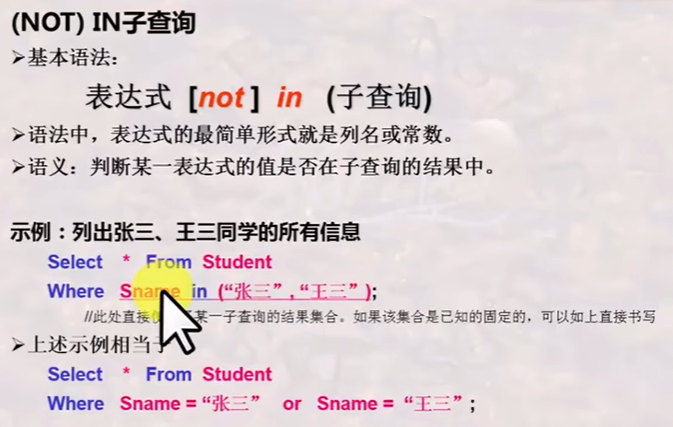 (NOT) IN子查询
➢基本语法：
表达式 [not ] in (子查询)
➢语法中，表达式的最简单形式就是列名或常数。
➢语义：判断某一表达式的值是否在子查询的结果中。
示例：列出张三、王三同学的所有信息
Select * From Student
Where Sname in (“张三”, “王三”);
//此处直接 某一子查询的结果集合。如果该集合是已知的固定的，可以如上直接书写
➢上述示例相当于
Select * From Student
Where Sname = “张三” or Sname = “王三”;